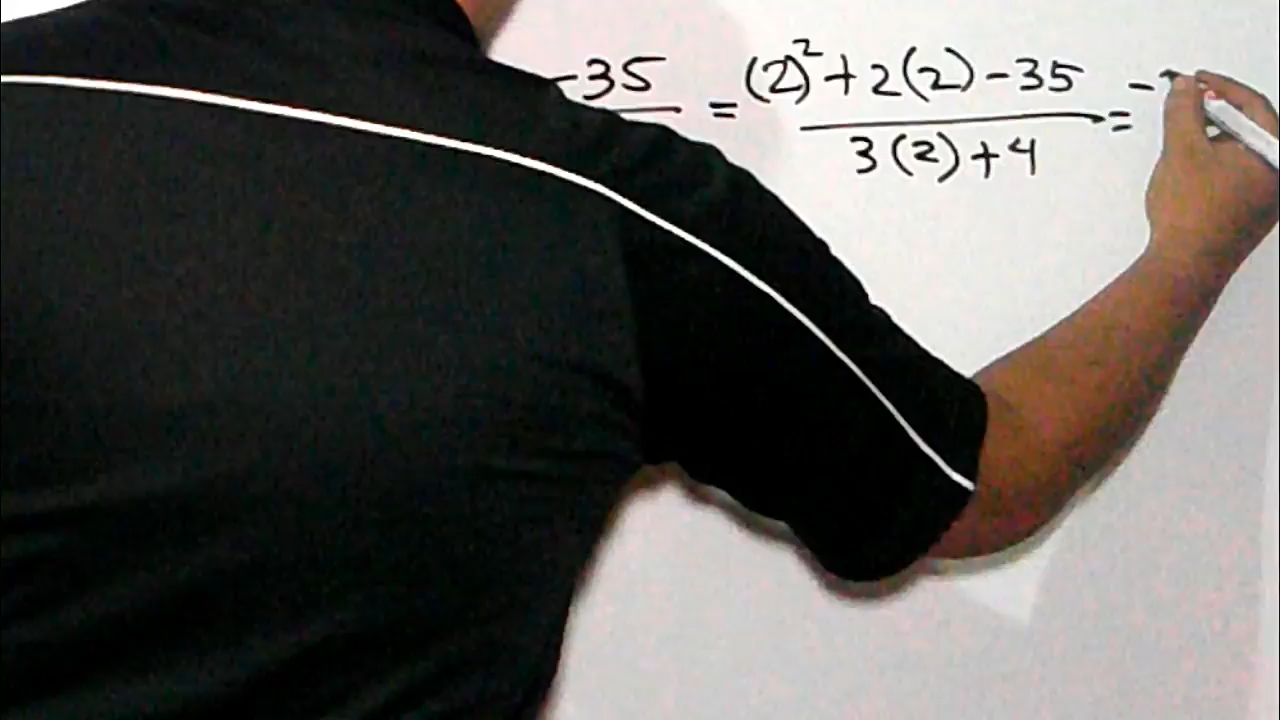 -35 = (2)²+2(2)-35 = -
3(2)+4